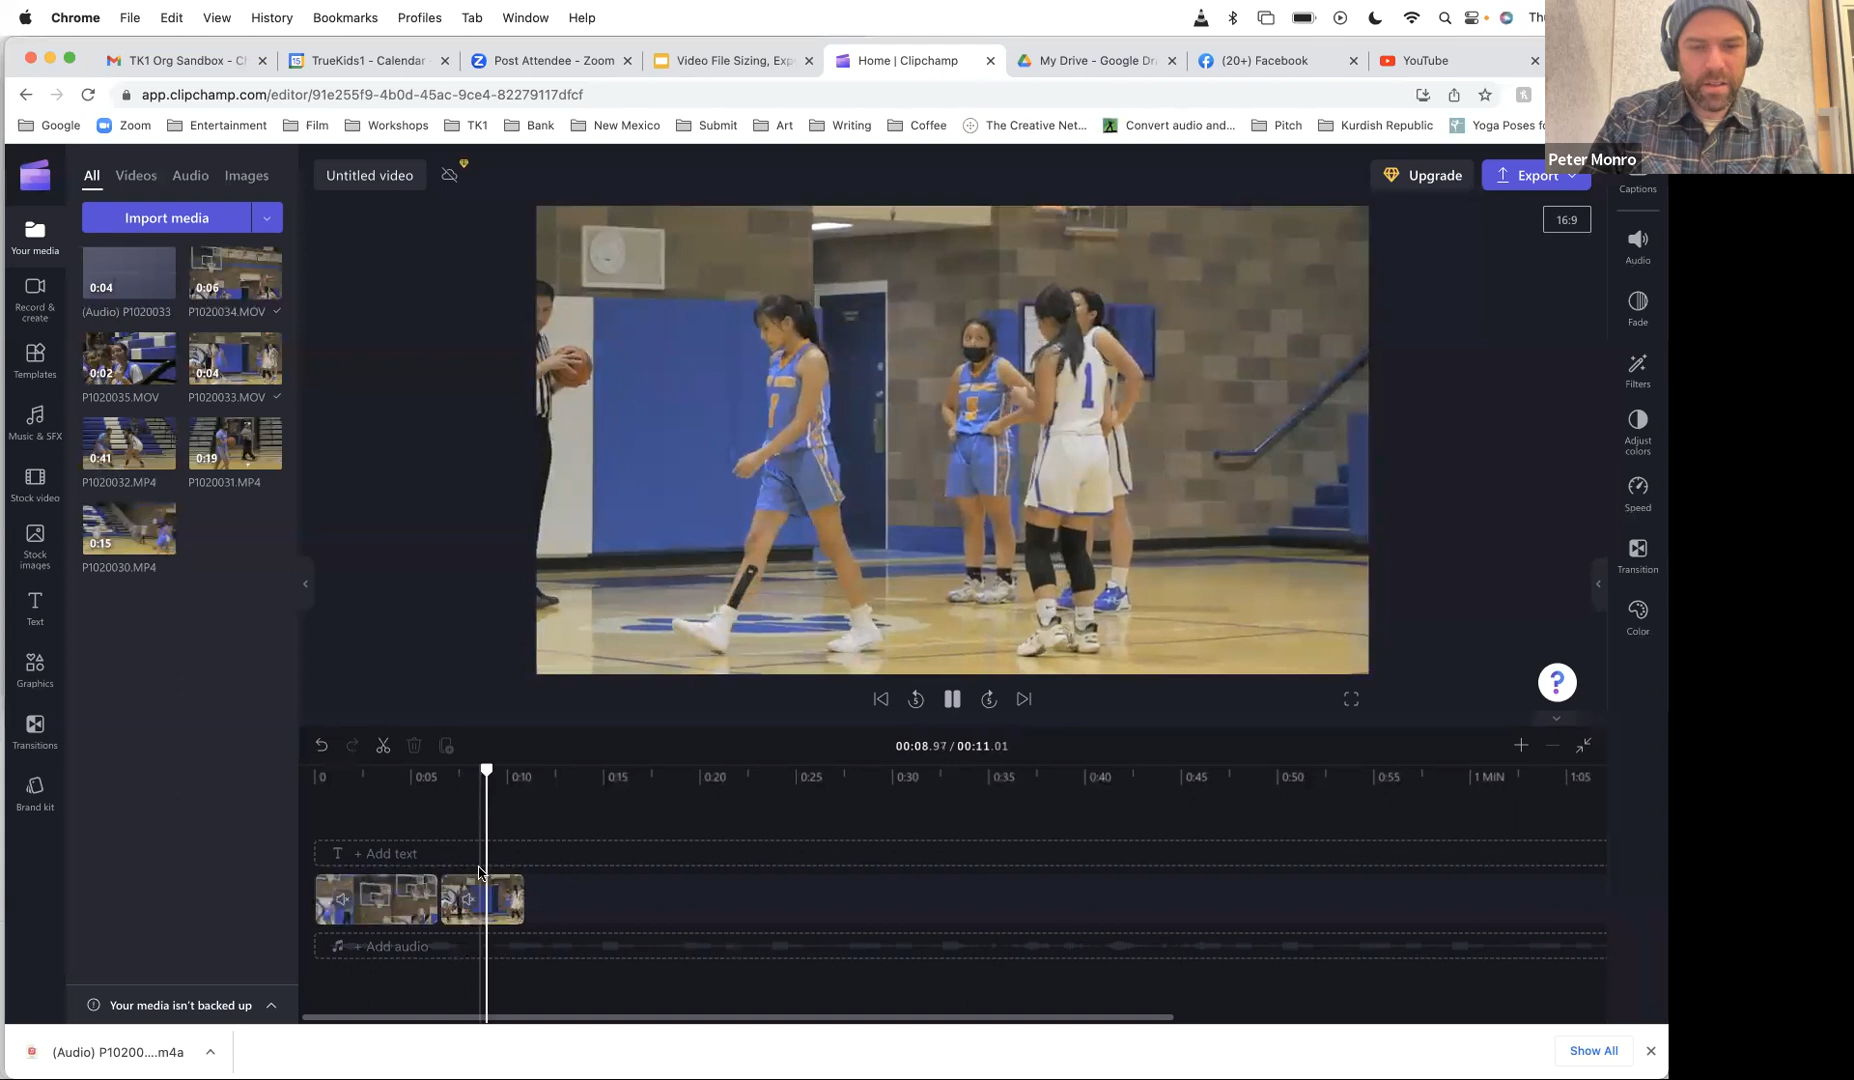 Chrome File Edit View History Bookmarks Profiles Tab Window Help
TK1 Org Sandbox - C
TrueKids1 - Calendar
Post Attendee - Zoom
Video File Sizing, Exp
Home | Clipchamp
My Drive - Google Dr
(20+) Facebook
YouTube
app.clipchamp.com/editor/91e255f9-4b0d-45ac-9ce4-82279117dfcf
Google Zoom Entertainment Film Workshops TK1 Bank New Mexico Submit Art Writing Coffee The Creative Net... Convert audio and... Pitch Kurdish Republic Yoga Poses fo
Peter Monro
All Videos Audio Images
Untitled video
Upgrade
Export
Captions
Import media
16:9
Your media
Record & create
Templates
Music & SFX
Stock video
Stock images
Text
Graphics
Transitions
Brand kit
0:04
(Audio) P1020033
0:06
P1020034.MOV
0:02
P1020035.MOV
0:04
P1020033.MOV
0:41
P1020032.MP4
0:19
P1020031.MP4
0:15
P1020030.MP4
1
Audio
Fade
Filters
Adjust colors
Speed
Transition
Color
?
5
5
00:08.97 / 00:11.01
0 0:05 0:10 0:15 0:20 0:25 0:30 0:35 0:40 0:45 0:50 0:55 1 MIN 1:05
T + Add text
+ Add audio
Your media isn't backed up
(Audio) P10200....m4a
Show All